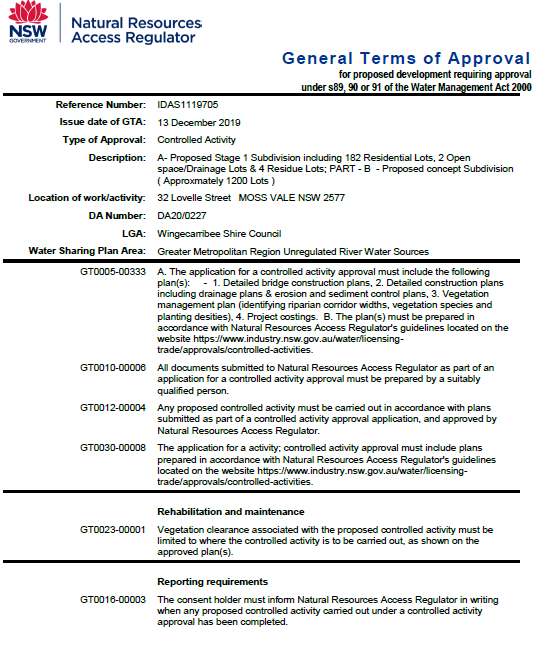 NSW
GOVERNMENT
Natural Resources
Access Regulator
General Terms of Approval
for proposed development requiring approval
under s89, 90 or 91 of the Water Management Act 2000
Reference Number: IDAS1119705
Issue date of GTA: 13 December 2019
Type of Approval: Controlled Activity
Description: A- Proposed Stage 1 Subdivision including 182 Residential Lots, 2 Open
space/Drainage Lots & 4 Residue Lots; PART - B - Proposed concept Subdivision
( Approxmately 1200 Lots )
Location of work/activity: 32 Lovelle Street MOSS VALE NSW 2577
DA Number: DA20/0227
LGA: Wingecarribee Shire Council
Water Sharing Plan Area: Greater Metropolitan Region Unregulated River Water Sources
GT0005-00333 A. The application for a controlled activity approval must include the following
plan(s): - 1. Detailed bridge construction plans, 2. Detailed construction plans
including drainage plans & erosion and sediment control plans, 3. Vegetation
management plan (identifying riparian corridor widths, vegetation species and
planting desities), 4. Project costings. B. The plan(s) must be prepared in
accordance with Natural Resources Access Regulator's guidelines located on the
website https://www.industry.nsw.gov.au/water/licensing-
trade/approvals/controlled-activities.
GT0010-00006 All documents submitted to Natural Resources Access Regulator as part of an
application for a controlled activity approval must be prepared by a suitably
qualified person.
GT0012-00004 Any proposed controlled activity must be carried out in accordance with plans
submitted as part of a controlled activity approval application, and approved by
Natural Resources Access Regulator.
GT0030-00008 The application for a activity; controlled activity approval must include plans
prepared in accordance with Natural Resources Access Regulator's guidelines
located on the website https://www.industry.nsw.gov.au/water/licensing-
trade/approvals/controlled-activities.
Rehabilitation and maintenance
GT0023-00001 Vegetation clearance associated with the proposed controlled activity must be
limited to where the controlled activity is to be carried out, as shown on the
approved plan(s).
Reporting requirements
GT0016-00003 The consent holder must inform Natural Resources Access Regulator in writing
when any proposed controlled activity carried out under a controlled activity
approval has been completed.